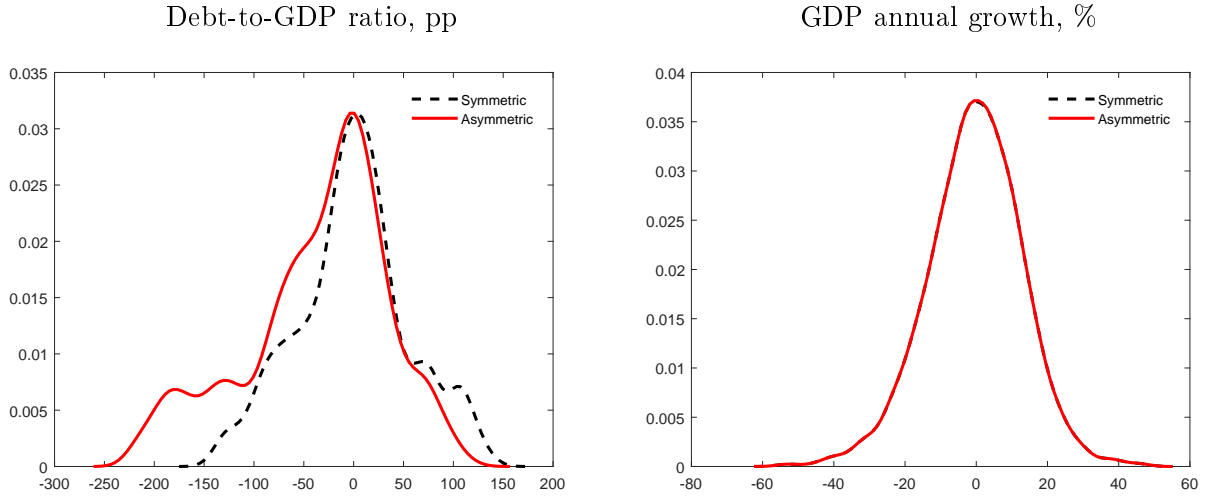 Debt-to-GDP ratio, pp
0.035
0.03
0.025
0.02
0.015
0.01
0.005
0
-300 -250 -200 -150 -100 -50 0 50 100 150 200
Symmetric
Asymmetric
GDP annual growth, %
0.04
0.035
0.03
0.025
0.02
0.015
0.01
0.005
0
-80 -60 -40 -20 0 20 40 60
Symmetric
Asymmetric